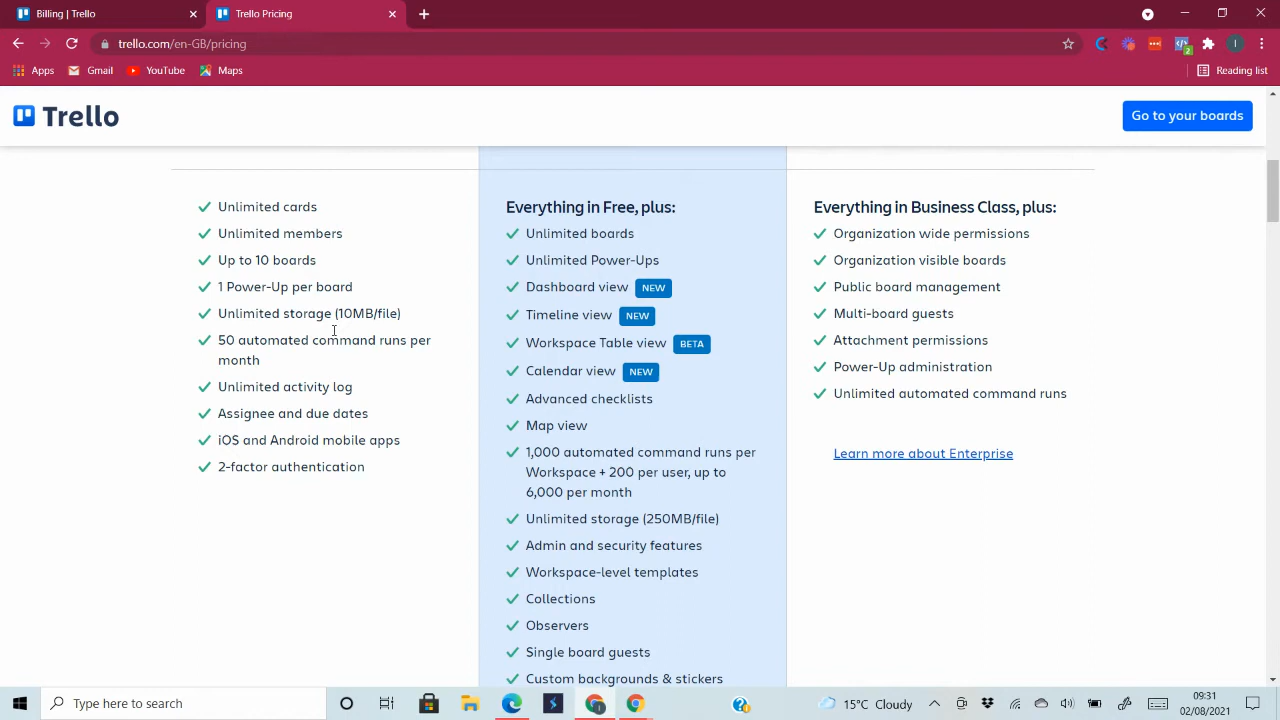 Billing | Trello
Trello Pricing
trello.com/en-GB/pricing
2
I
Apps
Gmail
YouTube
Maps
Reading list
Trello
Go to your boards
Unlimited cards
Unlimited members
Up to 10 boards
1 Power-Up per board
Unlimited storage (10MB/file)
50 automated command runs per
month
Unlimited activity log
Assignee and due dates
iOS and Android mobile apps
2-factor authentication
Everything in Free, plus:
Unlimited boards
Unlimited Power-Ups
Dashboard view NEW
Timeline view NEW
Workspace Table view BETA
Calendar view NEW
Advanced checklists
Map view
1,000 automated command runs per
Workspace + 200 per user, up to
6,000 per month
Unlimited storage (250MB/file)
Admin and security features
Workspace-level templates
Collections
Observers
Single board guests
Custom backgrounds & stickers
Everything in Business Class, plus:
Organization wide permissions
Organization visible boards
Public board management
Multi-board guests
Attachment permissions
Power-Up administration
Unlimited automated command runs
Learn more about Enterprise
Type here to search
15°C Cloudy
09:31
02/08/2021